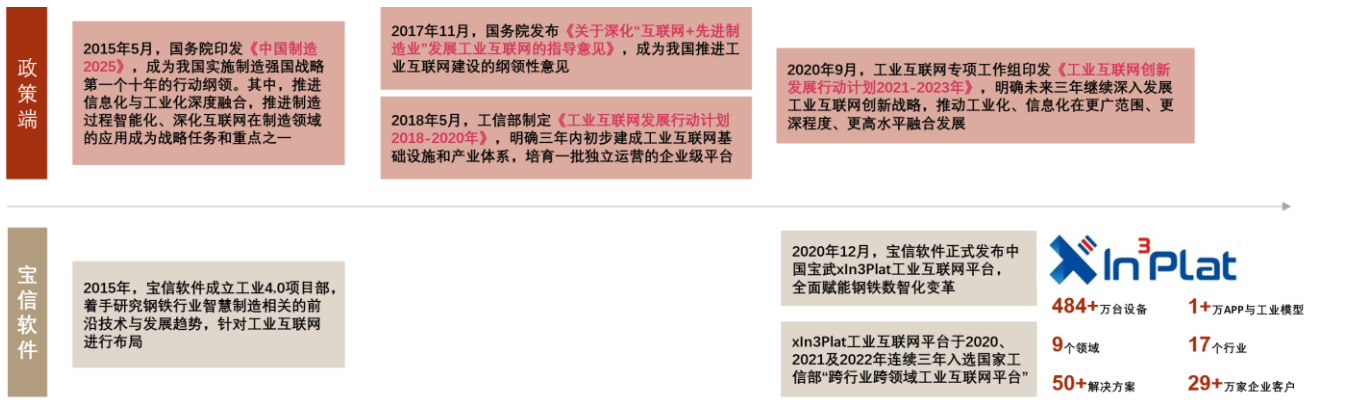 政策端
2015年5月，国务院印发《中国制造
2025》，成为我国实施制造强国战略
第一个十年的行动纲领。其中，推进
信息化与工业化深度融合，推进制造
过程智能化、深化互联网在制造领域
的应用成为战略任务和重点之一
2017年11月，国务院发布《关于深化“互联网+先进制
造业”发展工业互联网的指导意见》，成为我国推进工
业互联网建设的纲领性意见
2018年5月，工信部制定《工业互联网发展行动计划
2018-2020年》，明确三年内初步建成工业互联网基
础设施和产业体系，培育一批独立运营的企业级平台
2020年9月，工业互联网专项工作组印发《工业互联网创新
发展行动计划2021-2023年》，明确未来三年继续深入发展
工业互联网创新战略，推动工业化、信息化在更广范围、更
深程度、更高水平融合发展
宝信软件
2015年，宝信软件成立工业4.0项目部，
着手研究钢铁行业智慧制造相关的前
沿技术与发展趋势，针对工业互联网
进行布局
2020年12月，宝信软件正式发布中
国宝武xIn3Plat工业互联网平台，
全面赋能钢铁数智化变革
xIn3Plat工业互联网平台于2020、
2021及2022年连续三年入选国家工
信部“跨行业跨领域工业互联网平台”
xIn3Plat
484+万台设备
1+万APP与工业模型
9个领域
17个行业
50+解决方案
29+万家企业客户